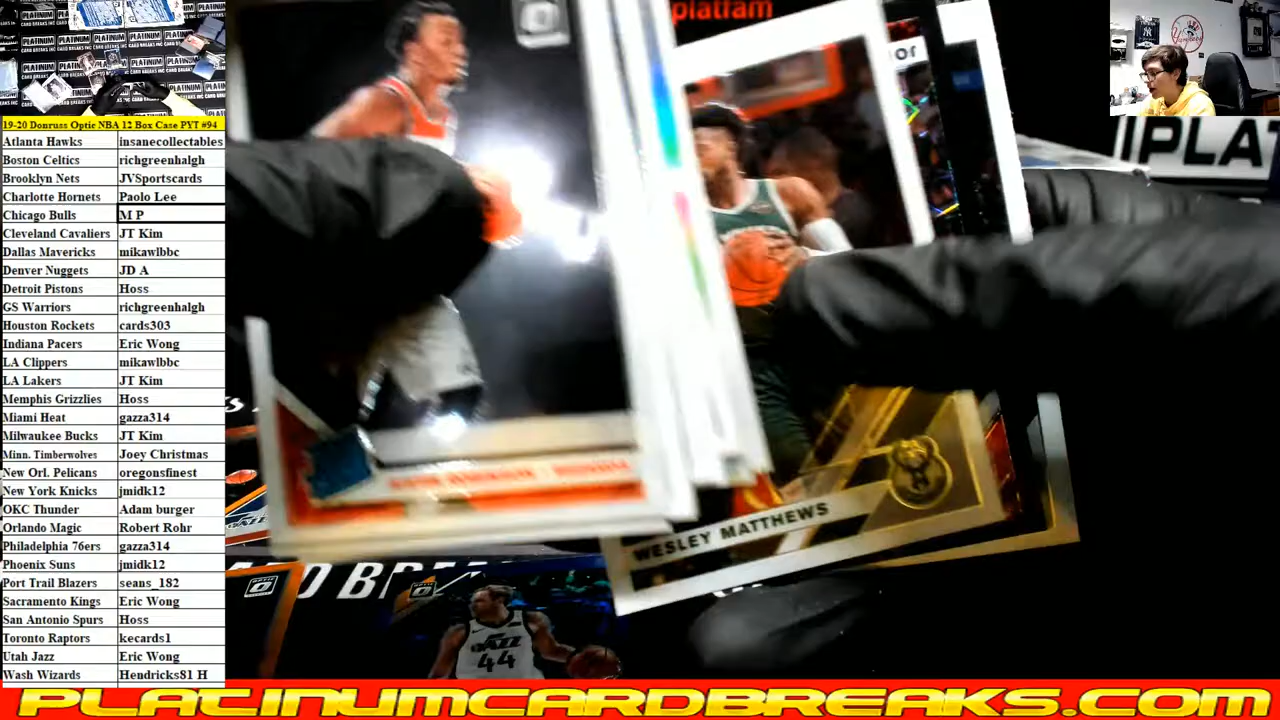 19-20 Donruss Optic NBA 12 Box Case PYT #94
Atlanta Hawks insanecollectables
Boston Celtics richgreenhalgh
Brooklyn Nets JVSportscards
Charlotte Hornets Paolo Lee
Chicago Bulls M P
Cleveland Cavaliers JT Kim
Dallas Mavericks mikawlbbc
Denver Nuggets JD A
Detroit Pistons Hoss
GS Warriors richgreenhalgh
Houston Rockets cards303
Indiana Pacers Eric Wong
LA Clippers mikawlbbc
LA Lakers JT Kim
Memphis Grizzlies Hoss
Miami Heat gazza314
Milwaukee Bucks JT Kim
Minn. Timberwolves Joey Christmas
New Orl. Pelicans oregonsfinest
New York Knicks jmidk12
OKC Thunder Adam burger
Orlando Magic Robert Rohr
Philadelphia 76ers gazza314
Phoenix Suns jmidk12
Port Trail Blazers seans_182
Sacramento Kings Eric Wong
San Antonio Spurs Hoss
Toronto Raptors kecards1
Utah Jazz Eric Wong
Wash Wizards Hendricks81 H
platfam
or
IPLA
WESLEY MATTHEWS
OPTIC
OPTIC
JAZZ
44
PLATINUMCARDBREAKS.COM